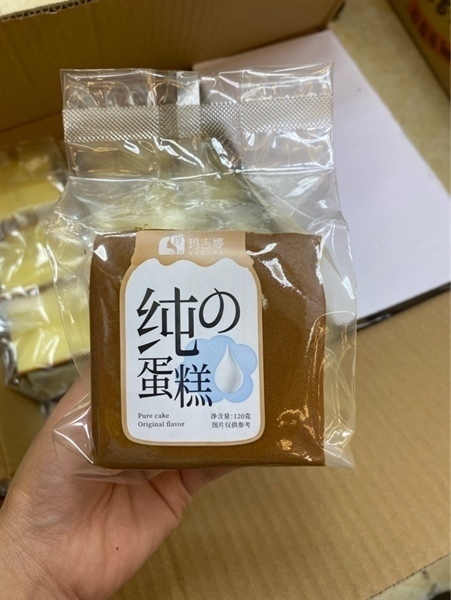 玛吉娜
纯の
蛋糕
Pure cake
Original flavor
净含量:120克
图片仅供参考